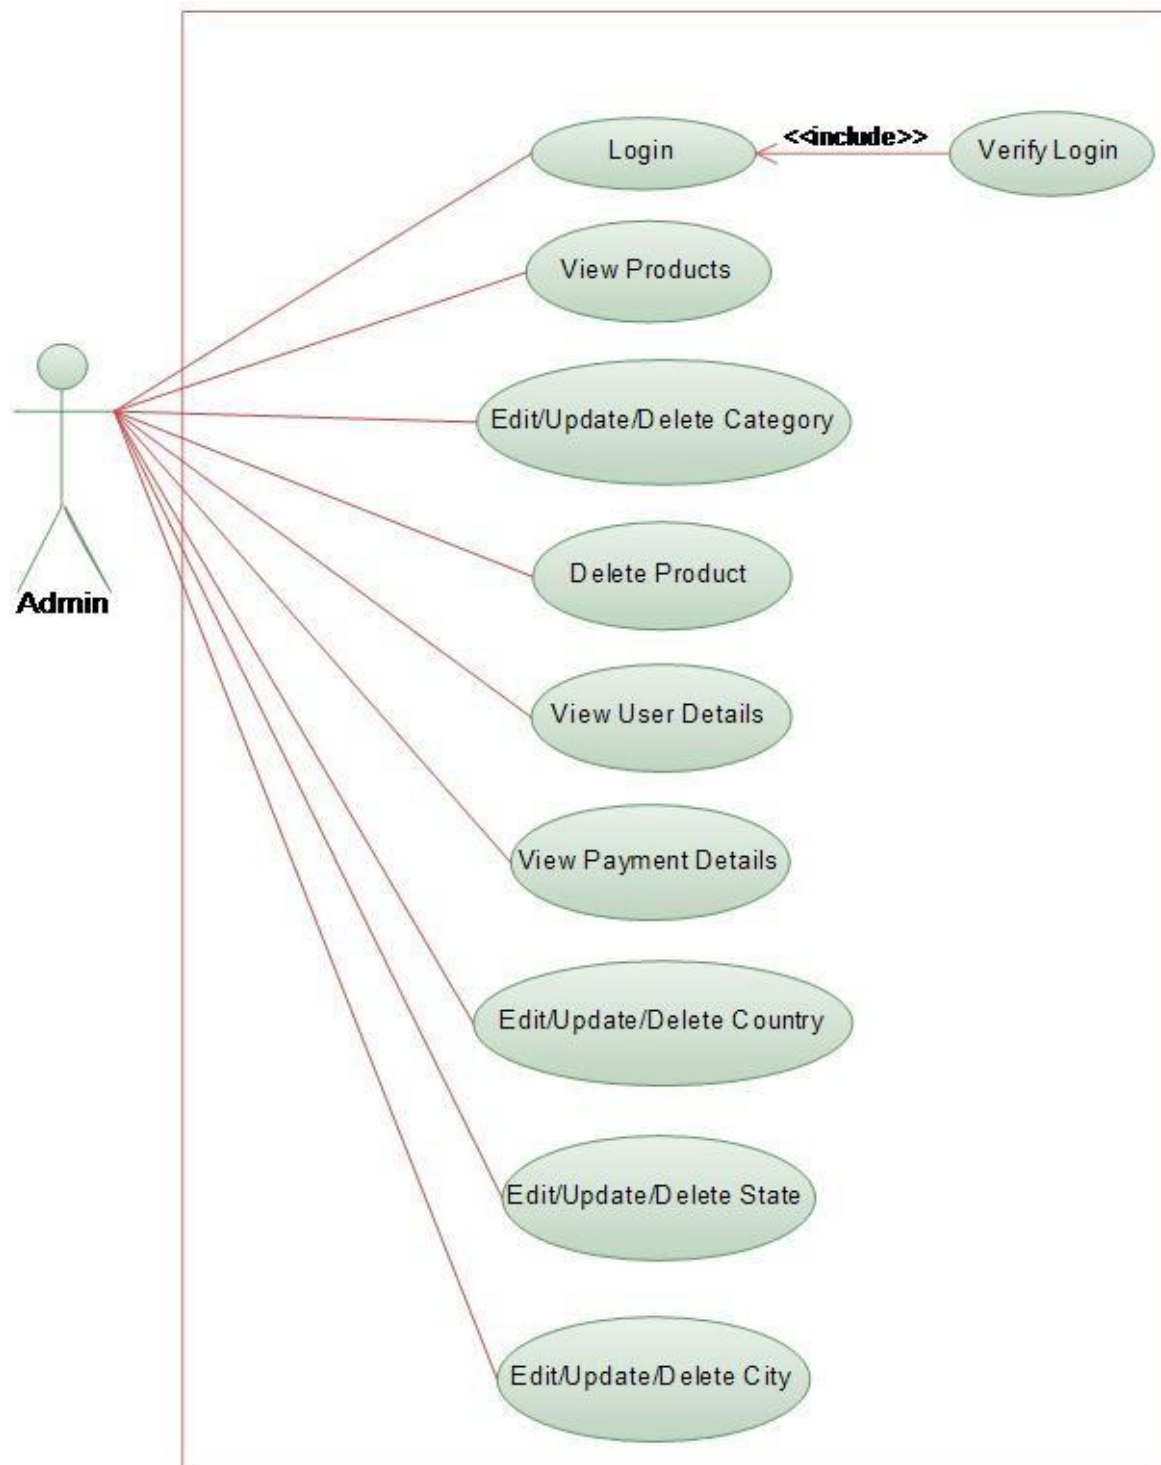 Login
<<include>>
Verify Login
View Products
Edit/Update/Delete Category
Delete Product
Admin
View User Details
View Payment Details
Edit/Update/Delete Country
Edit/Update/Delete State
Edit/Update/Delete City